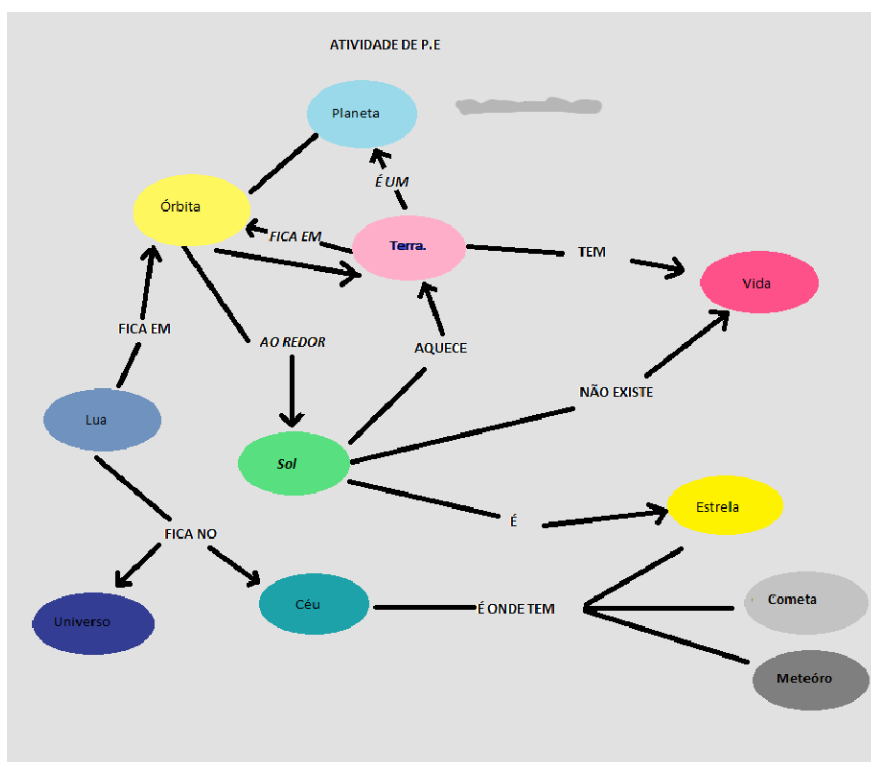 ATIVIDADE DE P.E
Planeta
É UM
Órbita
FICA EM
Terra.
TEM
Vida
FICA EM
AO REDOR
AQUECE
NÃO EXISTE
Lua
Sol
Estrela
É
FICA NO
Universo
Céu
É ONDE TEM
Cometa
Meteóro